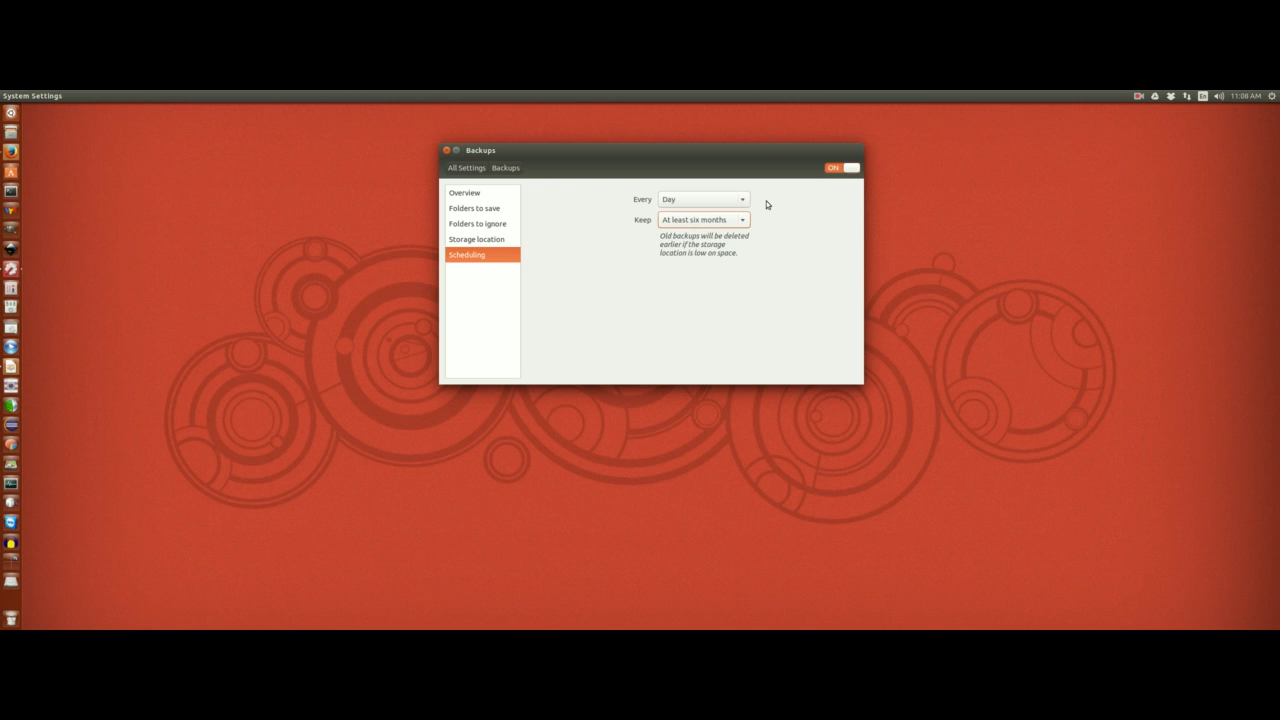 System Settings
En
11:08 AM
Backups
All Settings Backups
ON
Overview
Folders to save
Folders to ignore
Storage location
Scheduling
Every Day
Keep At least six months
Old backups will be deleted
earlier if the storage
location is low on space.